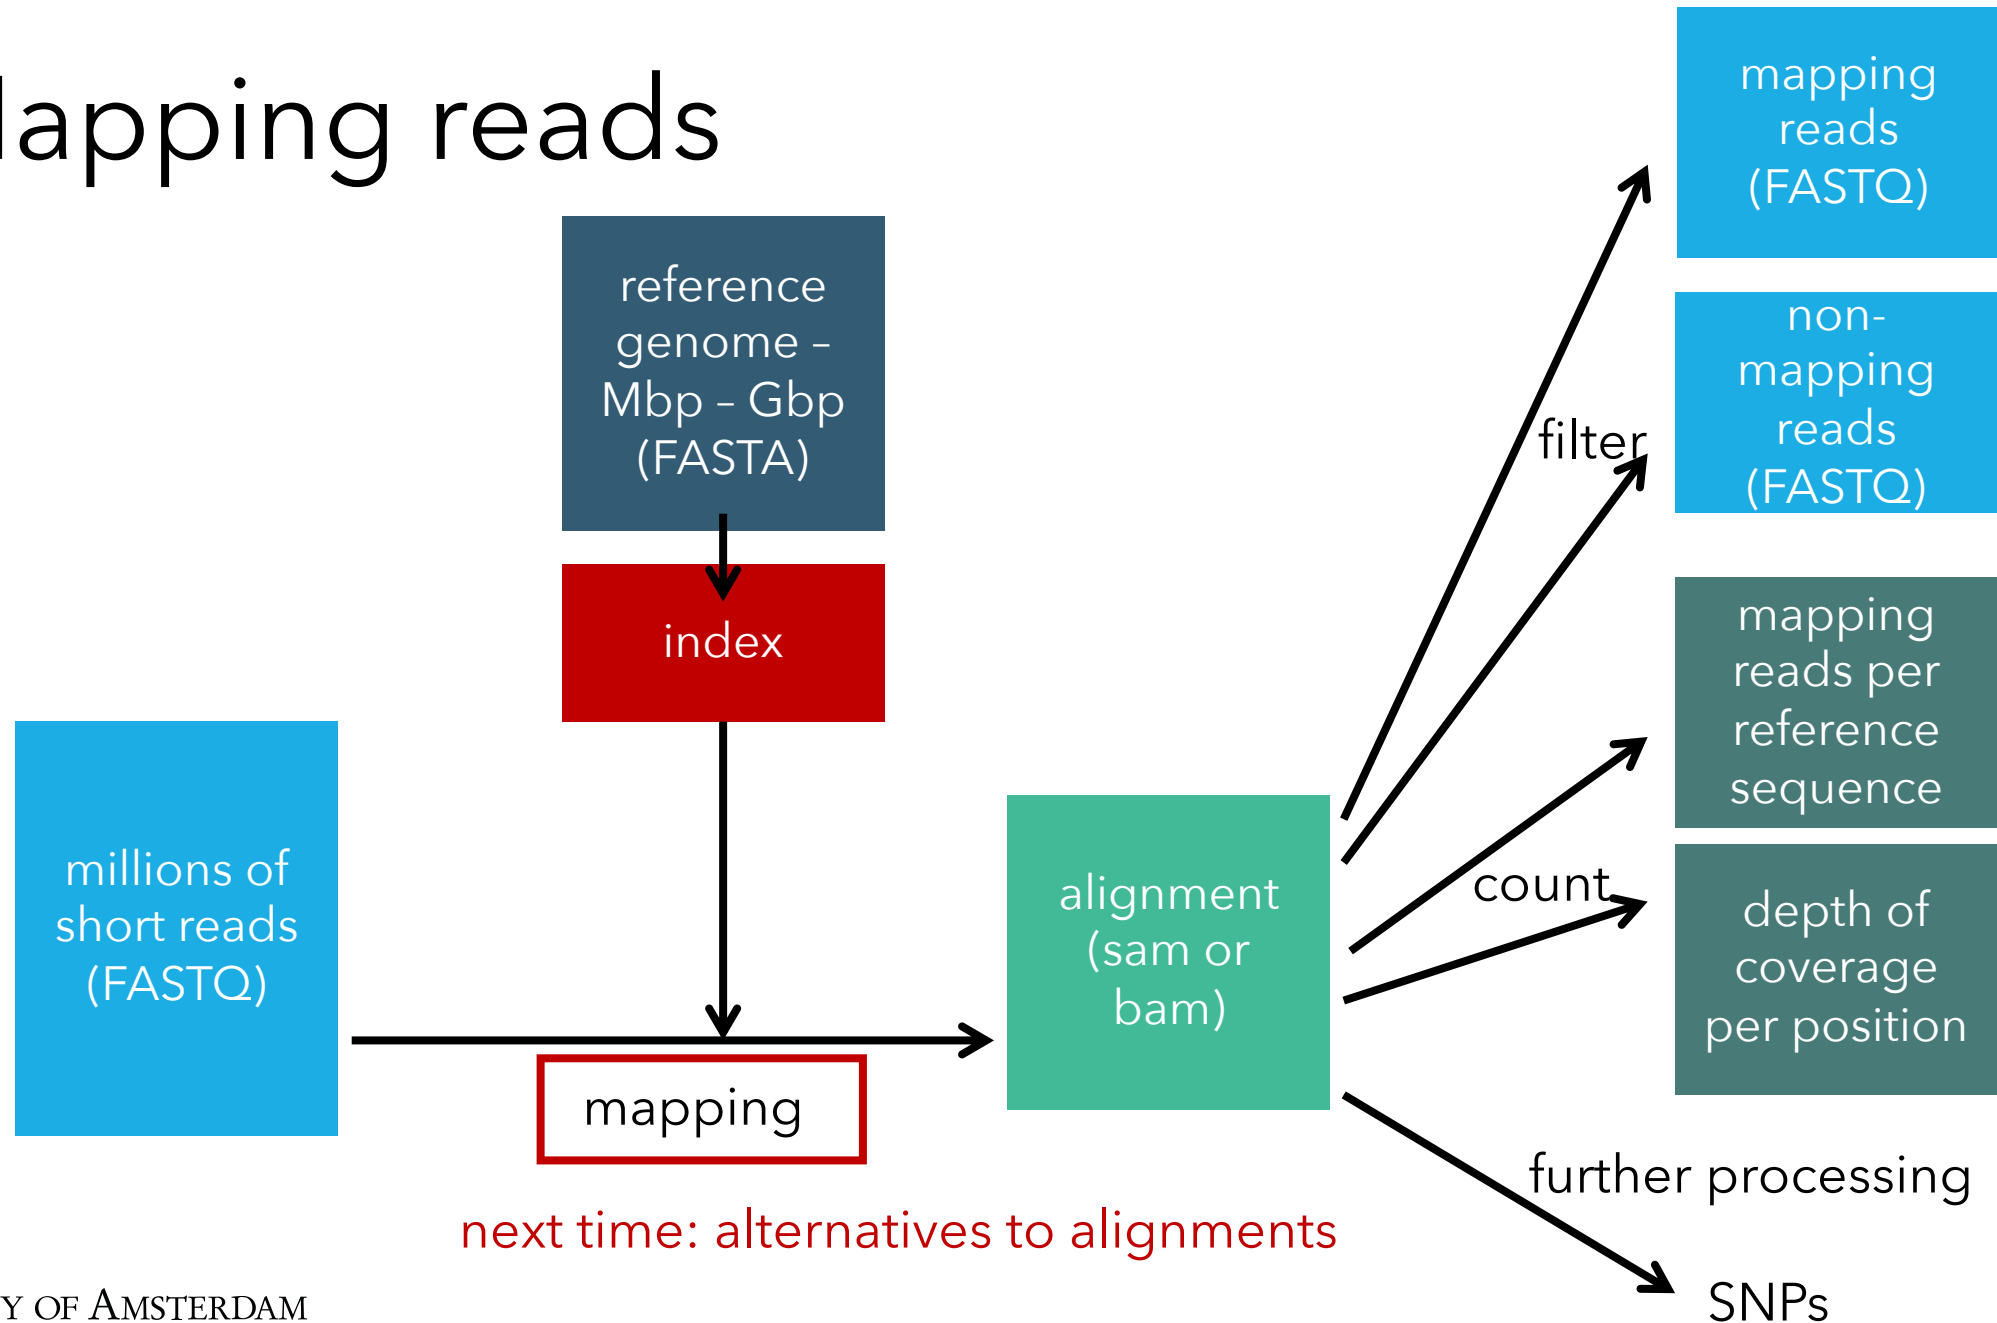 apping reads
reference
genome –
Mbp – Gbp
(FASTA)
index
millions of
short reads
(FASTQ)
mapping
next time: alternatives to alignments
alignment
(sam or
bam)
filter
count
further processing
SNPs
mapping
reads
(FASTQ)
non-
mapping
reads
(FASTQ)
mapping
reads per
reference
sequence
depth of
coverage
per position
Y OF AMSTERDAM